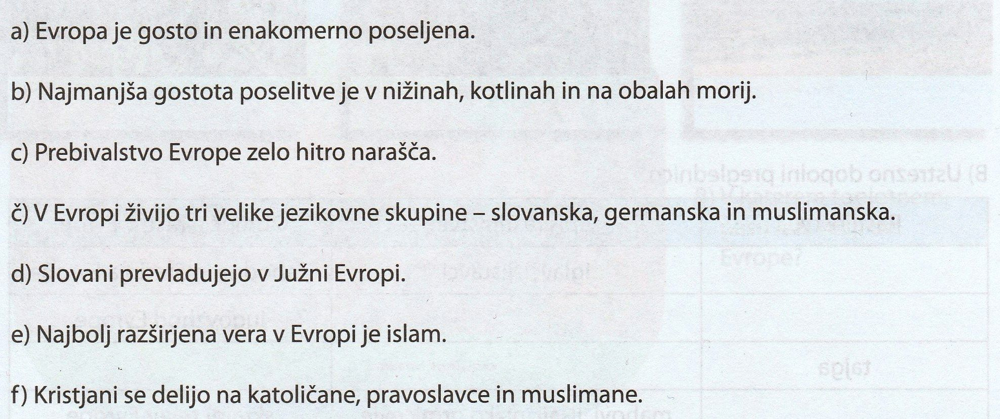 a) Evropa je gosto in enakomerno poseljena.
b) Najmanjša gostota poselitve je v nižinah, kotlinah in na obalah morij.
c) Prebivalstvo Evrope zelo hitro narašča.
č) V Evropi živijo tri velike jezikovne skupine – slovanska, germanska in muslimanska.
d) Slovani prevladujejo v Južni Evropi.
e) Najbolj razširjena vera v Evropi je islam.
f) Kristjani se delijo na katoličane, pravoslavce in muslimane.